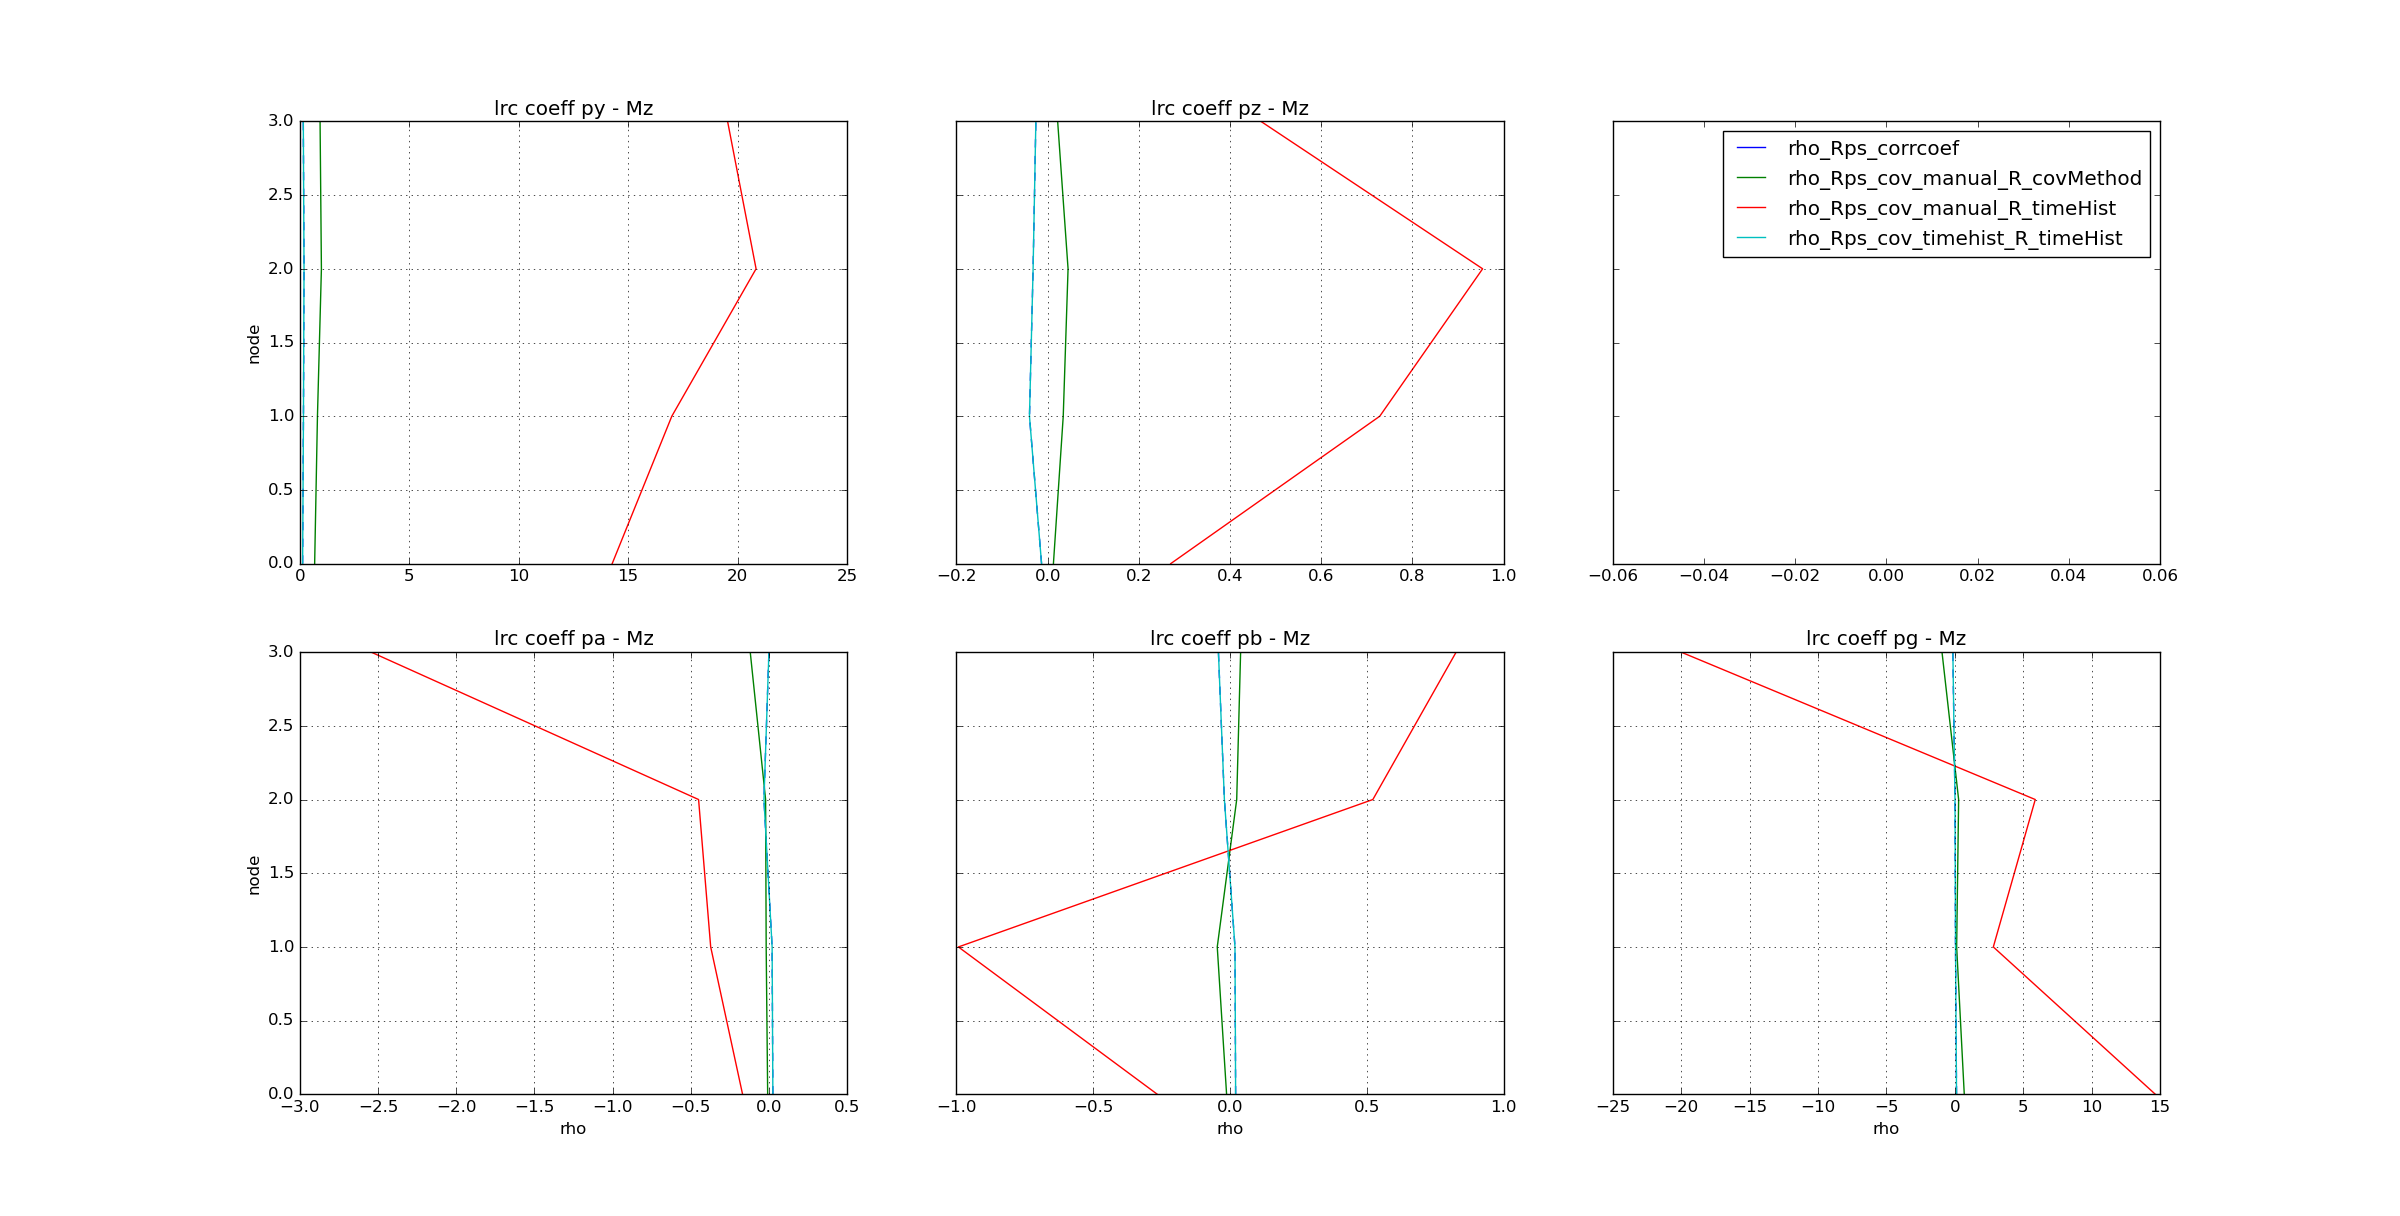 lrc coeff py - Mz
lrc coeff pz - Mz
3.0
2.5
2.0
1.5
1.0
0.5
0.0
node
0 5 10 15 20 25
−0.2 0.0 0.2 0.4 0.6 0.8 1.0
rho_Rps_corrcoef
rho_Rps_cov_manual_R_covMethod
rho_Rps_cov_manual_R_timeHist
rho_Rps_cov_timehist_R_timeHist
−0.06 −0.04 −0.02 0.00 0.02 0.04 0.06
lrc coeff pa - Mz
lrc coeff pb - Mz
lrc coeff pg - Mz
3.0
2.5
2.0
1.5
1.0
0.5
0.0
node
−3.0 −2.5 −2.0 −1.5 −1.0 −0.5 0.0 0.5
rho
−1.0 −0.5 0.0 0.5 1.0
rho
−25 −20 −15 −10 −5 0 5 10 15
rho